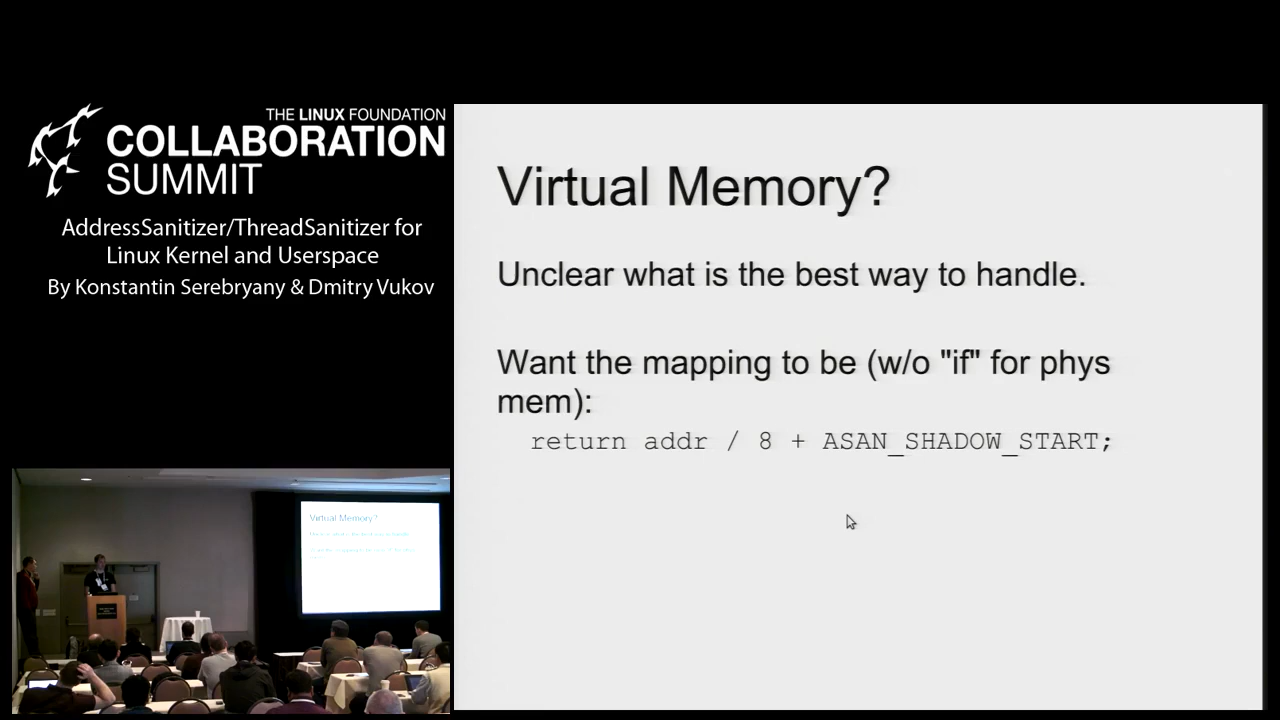 THE LINUX FOUNDATION
COLLABORATION
SUMMIT
AddressSanitizer/ThreadSanitizer for
Linux Kernel and Userspace
By Konstantin Serebryany & Dmitry Vukov
Virtual Memory?
Unclear what is the best way to handle.
Want the mapping to be (w/o "if" for phys
mem):
return addr / 8 + ASAN_SHADOW_START;
Virtual Memory?